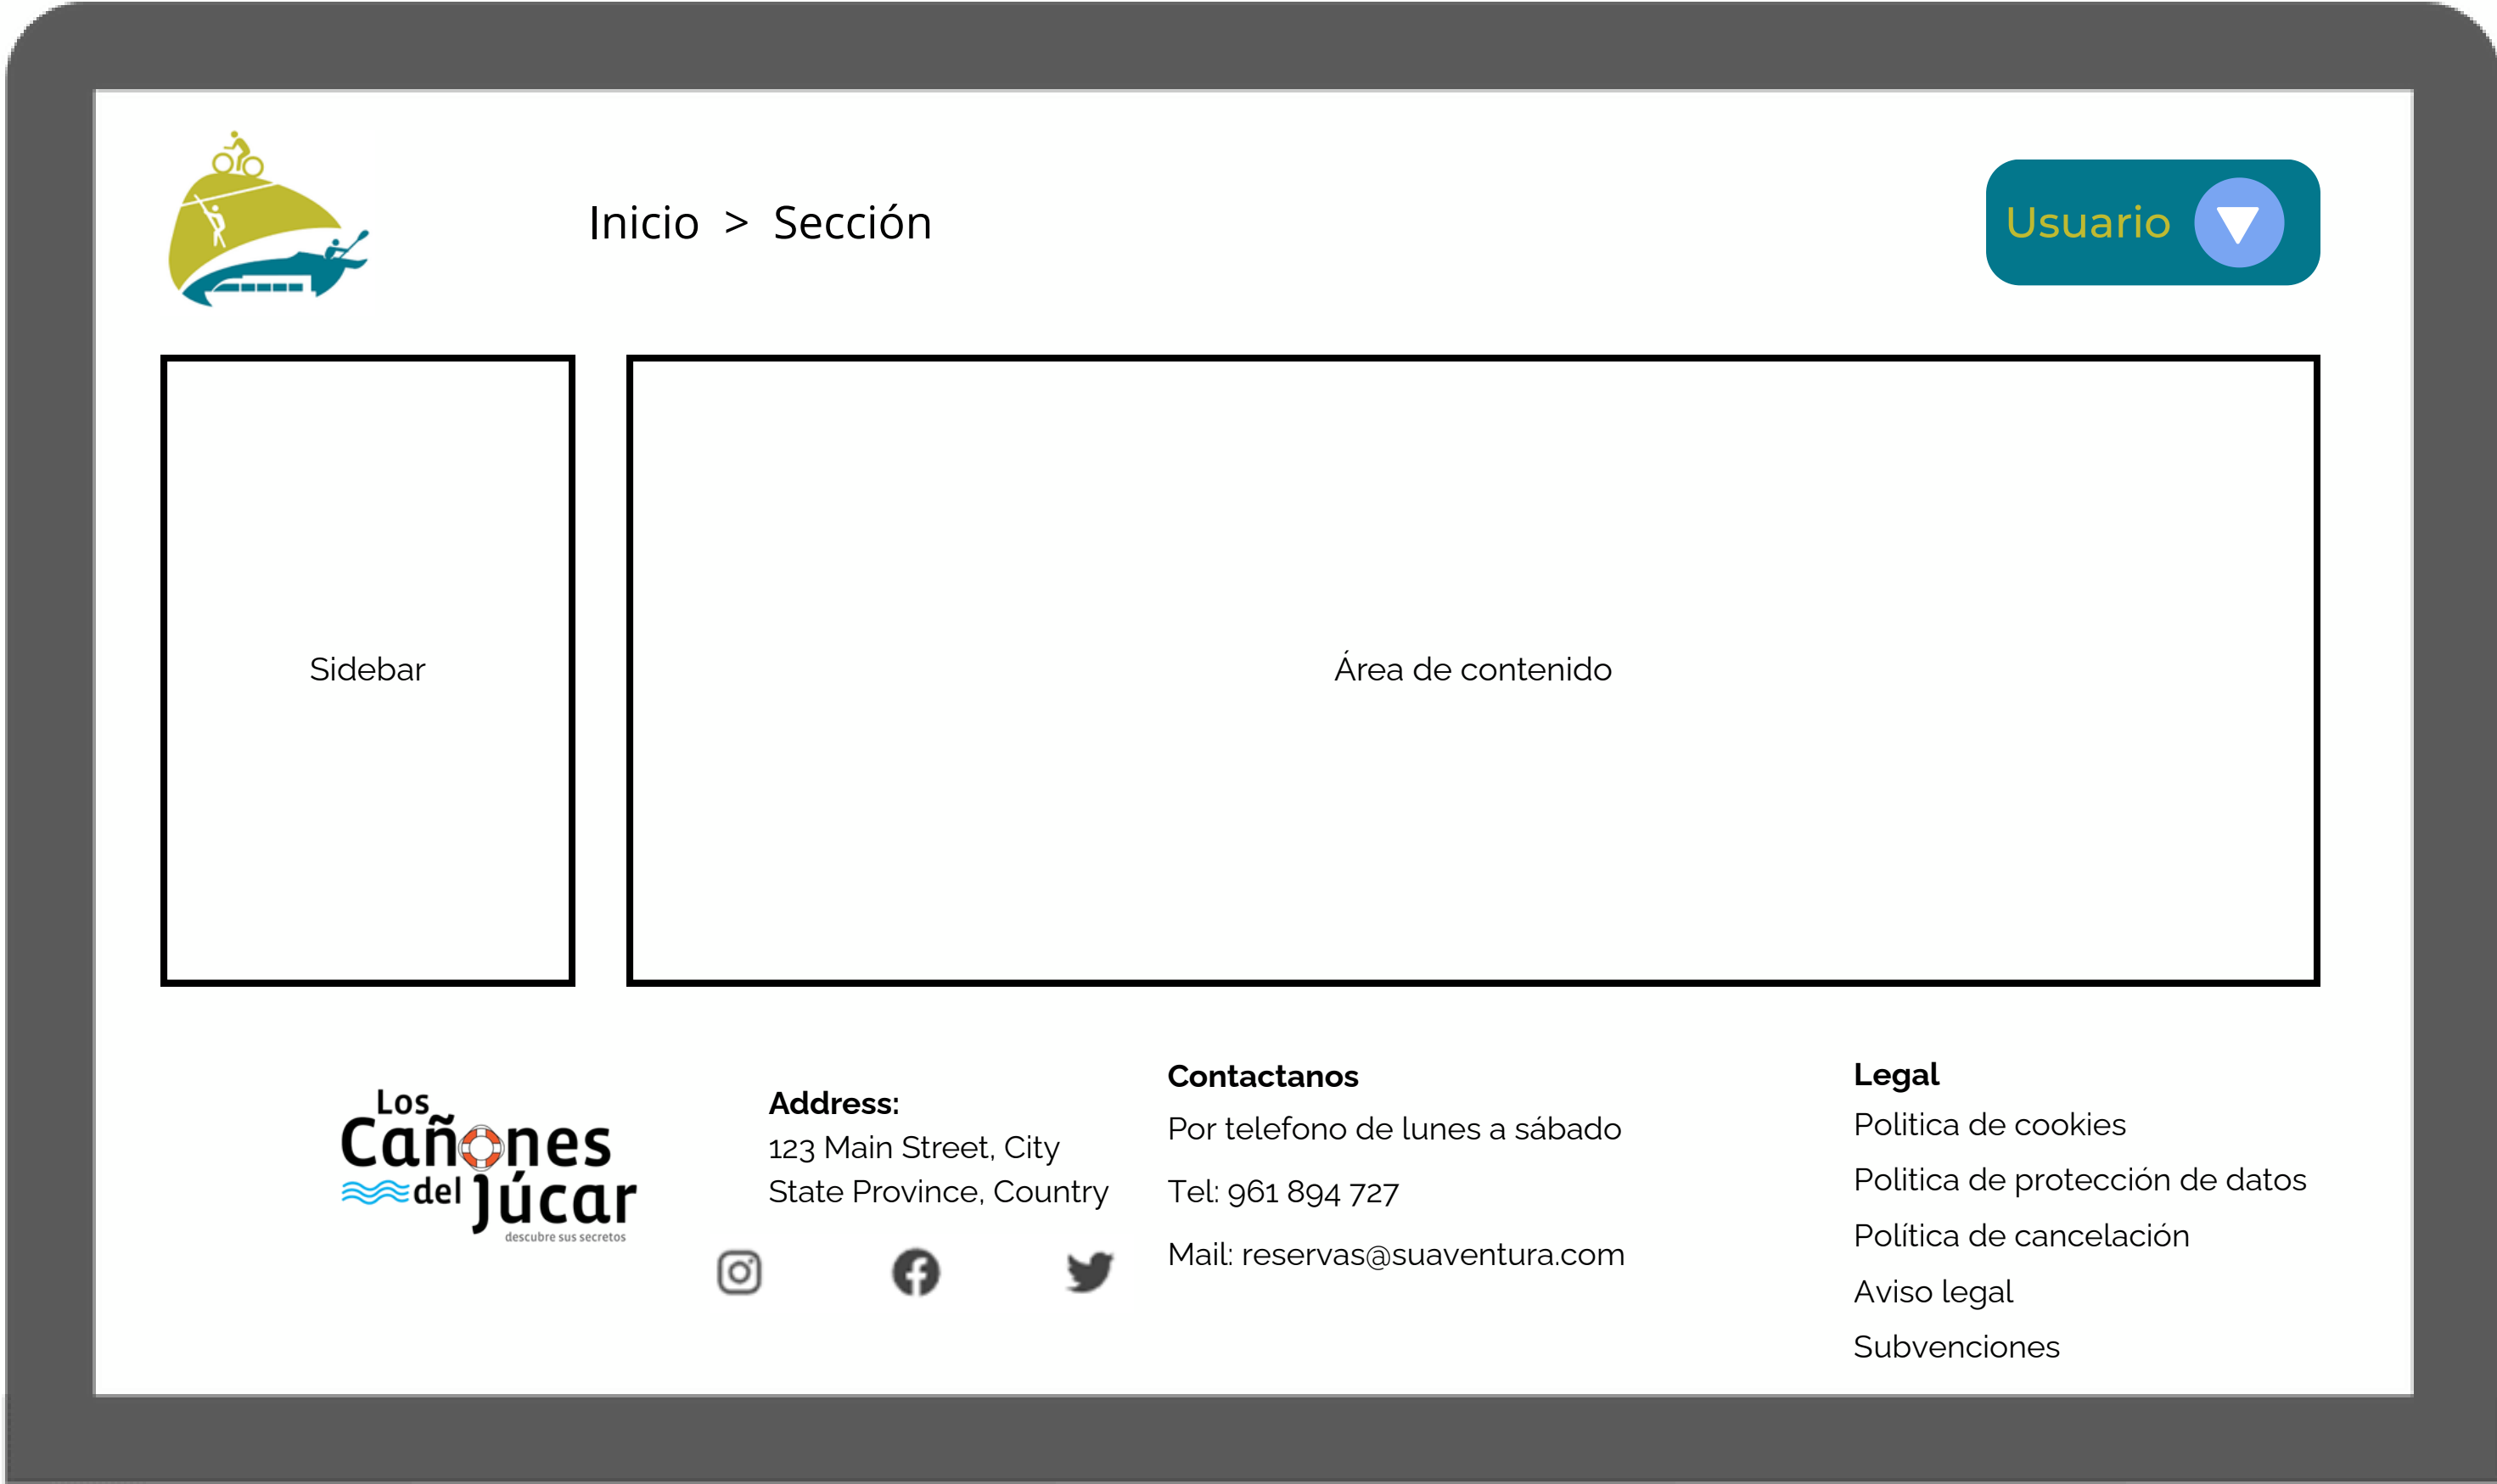 Inicio > Sección
Usuario
Sidebar
Área de contenido
Los
Cañones
del Júcar
descubre sus secretos
Address:
123 Main Street, City
State Province, Country
Contactanos
Por telefono de lunes a sábado
Tel: 961 894 727
Mail: reservas@suaventura.com
Legal
Politica de cookies
Politica de protección de datos
Política de cancelación
Aviso legal
Subvenciones